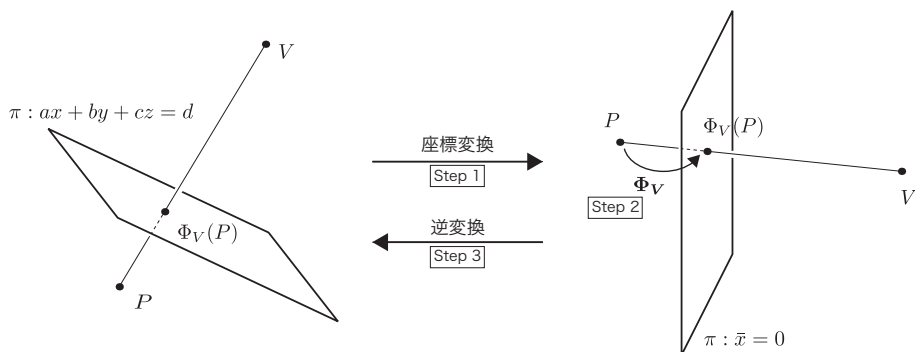 V
π : ax + by + cz = d
Φ_V(P)
P
座標変換
Step 1
逆変換
Step 3
P
Φ_V(P)
Φ_V
Step 2
V
π : x̄ = 0